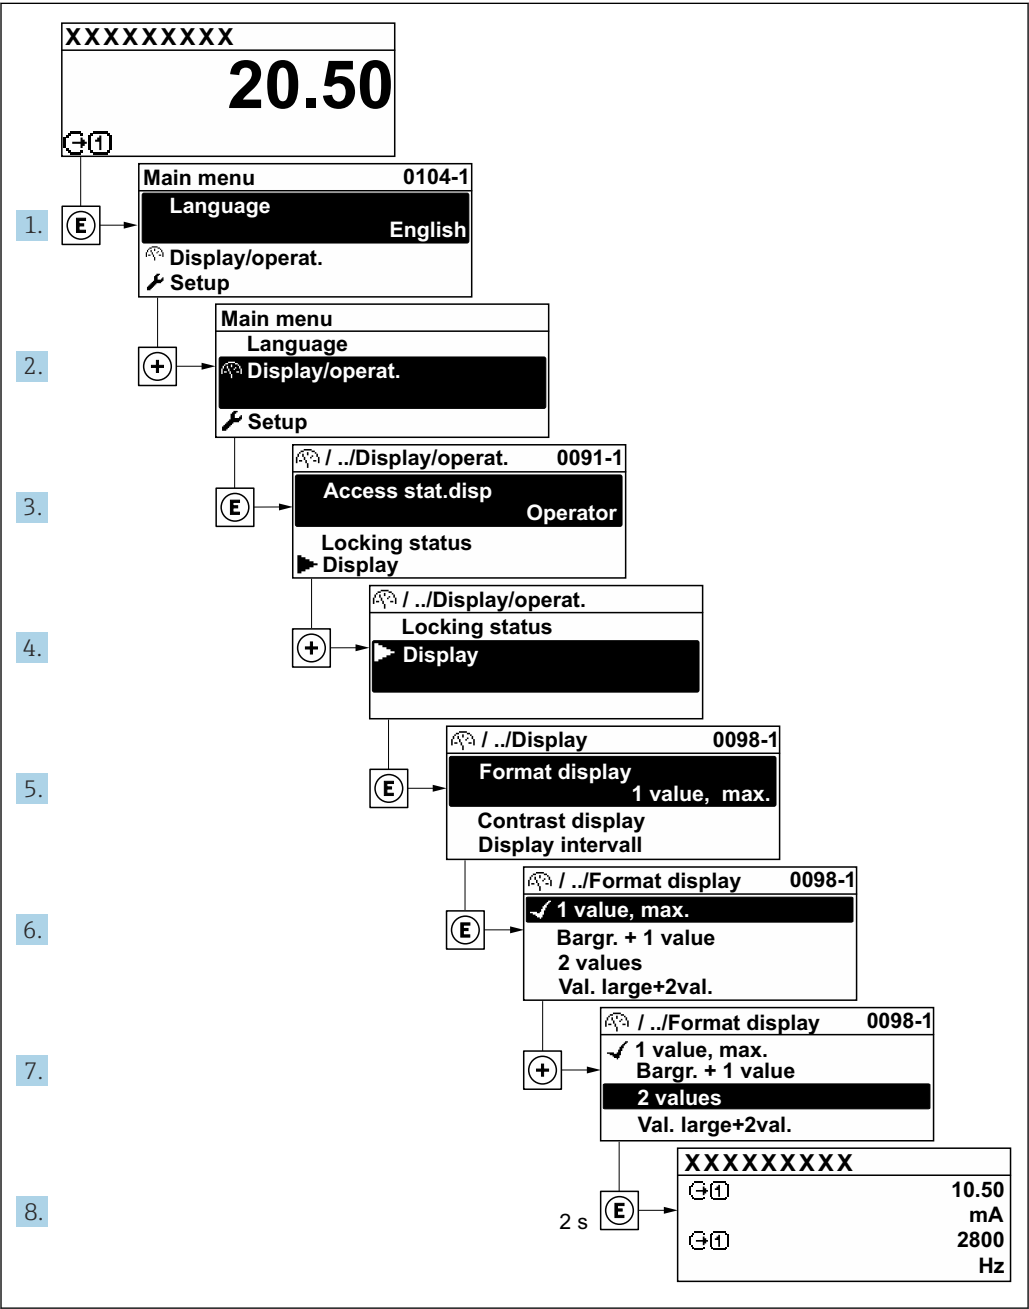 XXXXXXXXX
20.50
1
Main menu 0104-1
1. E Language
English
Display/operat.
Setup
Main menu
Language
2. + Display/operat.
Setup
/ ../Display/operat. 0091-1
3. E Access stat.disp
Operator
Locking status
Display
/ ../Display/operat.
Locking status
4. + Display
/ ../Display 0098-1
5. E Format display
1 value, max.
Contrast display
Display intervall
/ ../Format display 0098-1
1 value, max.
6. E Bargr. + 1 value
2 values
Val. large+2val.
/ ../Format display 0098-1
1 value, max.
7. + Bargr. + 1 value
2 values
Val. large+2val.
XXXXXXXXX
1 10.50
8. 2 s E mA
1 2800
Hz